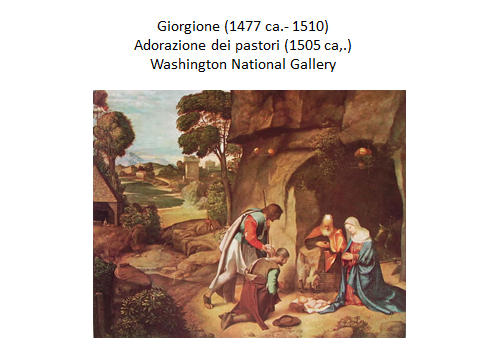 Giorgione (1477 ca.- 1510)
Adorazione dei pastori (1505 ca,.)
Washington National Gallery